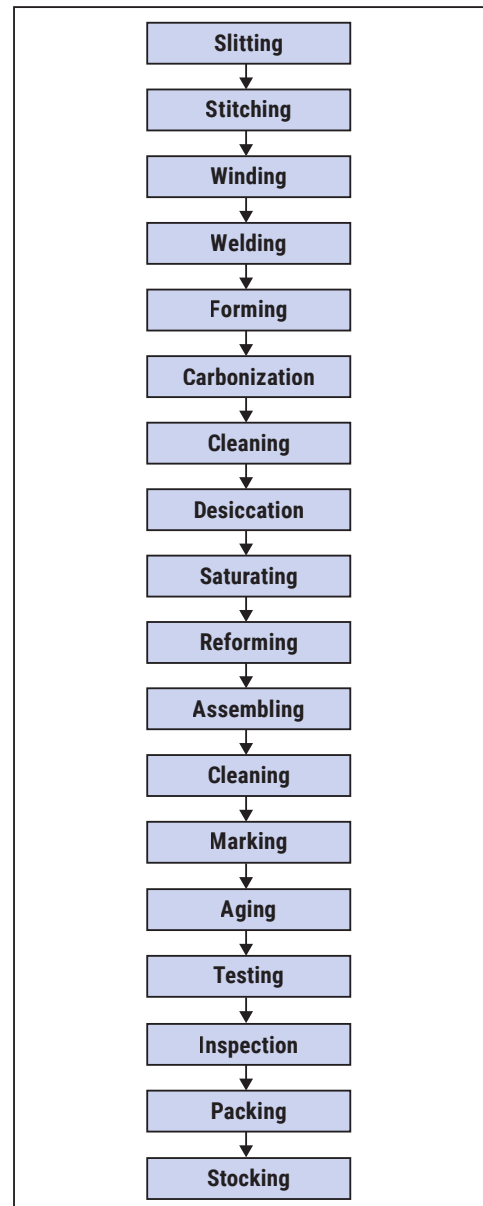 Slitting
Stitching
Winding
Welding
Forming
Carbonization
Cleaning
Desiccation
Saturating
Reforming
Assembling
Cleaning
Marking
Aging
Testing
Inspection
Packing
Stocking